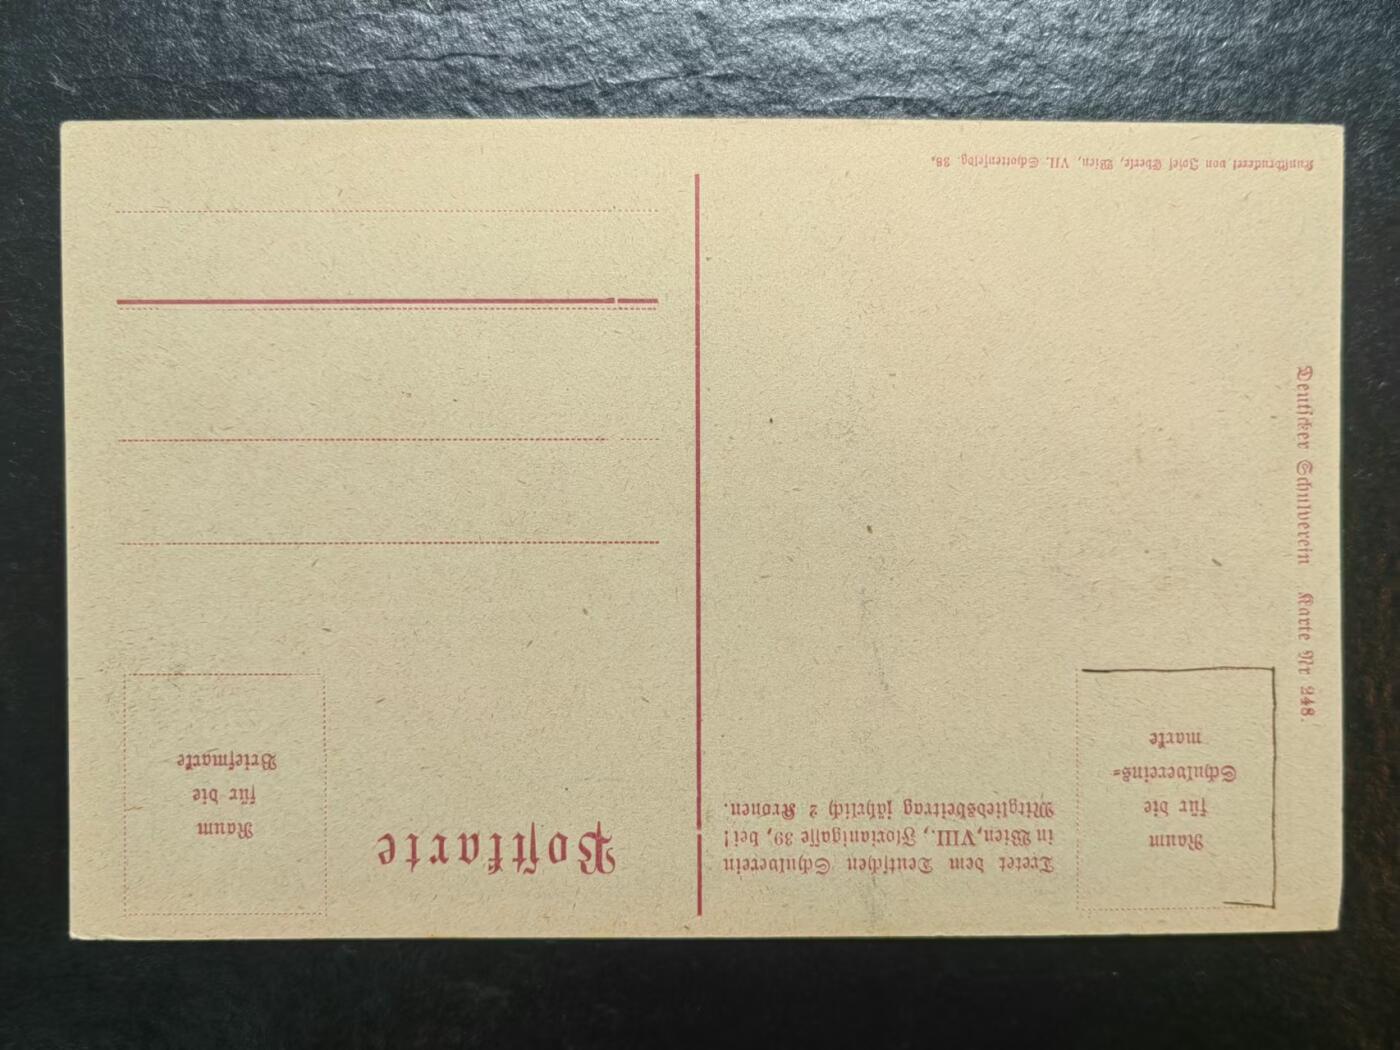 Raum
für die
Schulvereins-
marke
Tretet dem Deutschen Schulverein
in Wien, VIII., Florianigasse 39, bei!
Mitgliedsbeitrag jährlich 2 Kronen.
Postkarte
Raum
für die
Briefmarke
Deutscher Schulverein Karte Nr 248.
Kunstdruckerei von Josef Eberle, Wien, VII. Schottenfeldg. 38.